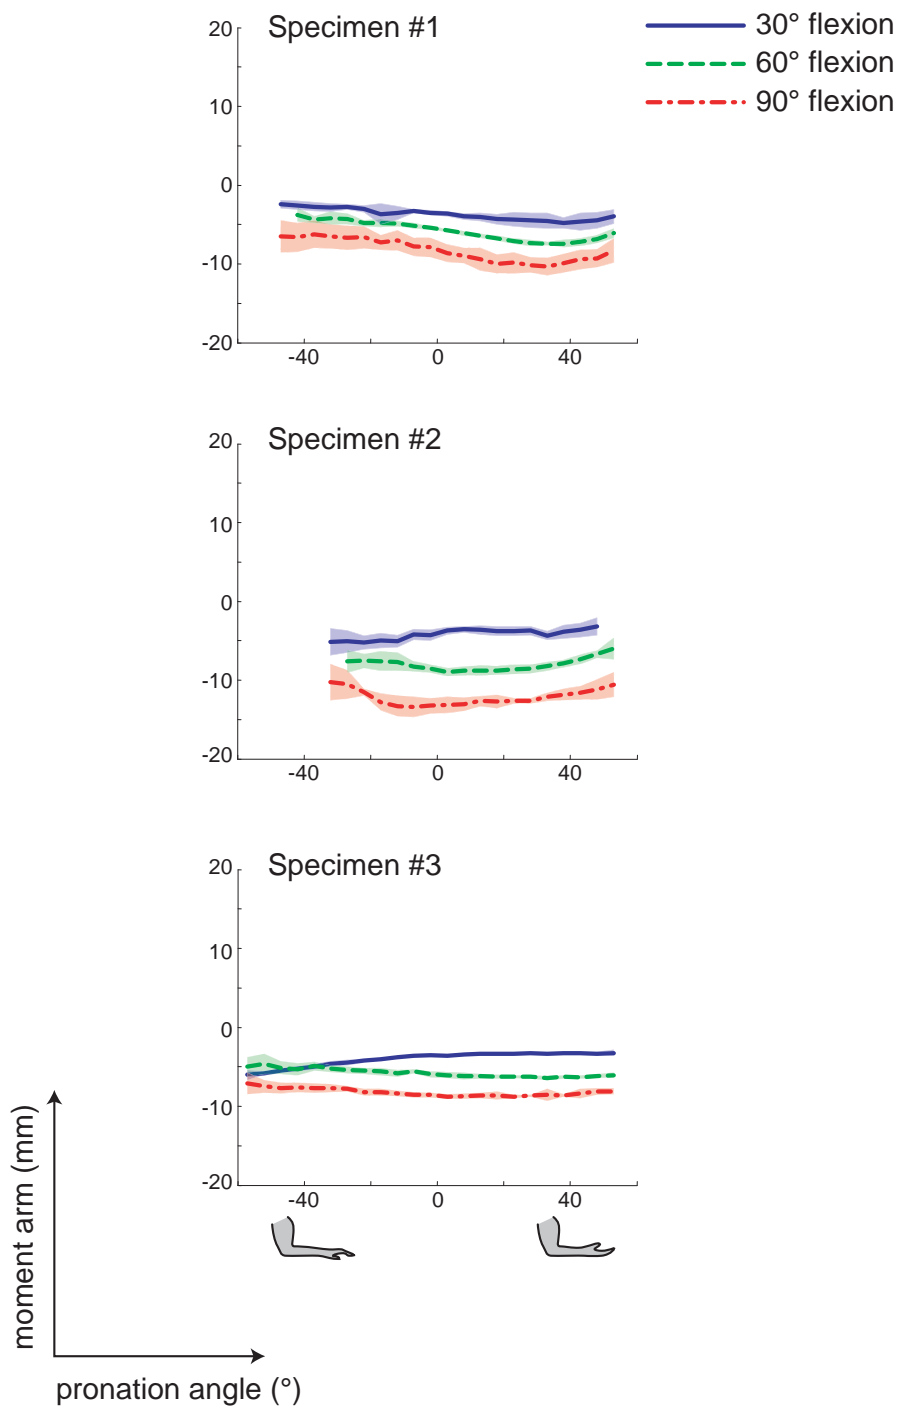 Specimen #1
30° flexion
60° flexion
90° flexion
20
10
0
-10
-20
-40 0 40
Specimen #2
20
10
0
-10
-20
-40 0 40
Specimen #3
20
10
0
-10
-20
-40 0 40
moment arm (mm)
pronation angle (°)